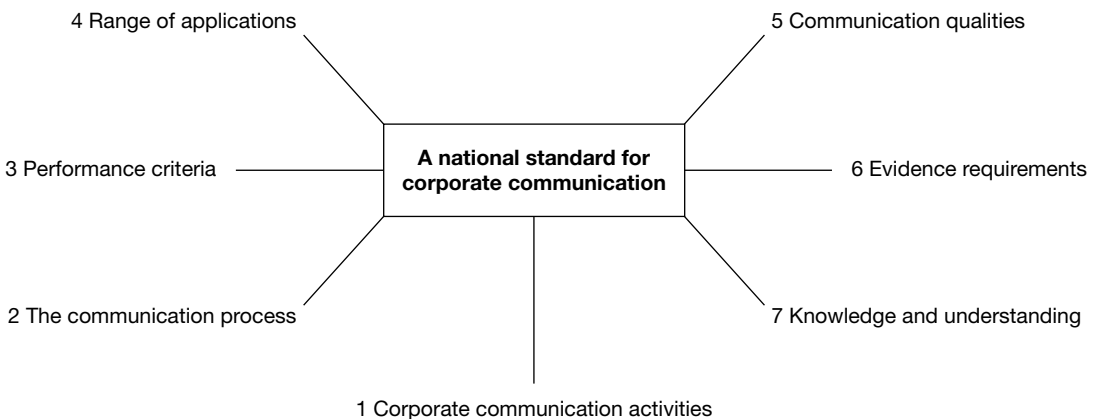 4 Range of applications
5 Communication qualities
A national standard for
corporate communication
3 Performance criteria
6 Evidence requirements
2 The communication process
7 Knowledge and understanding
1 Corporate communication activities